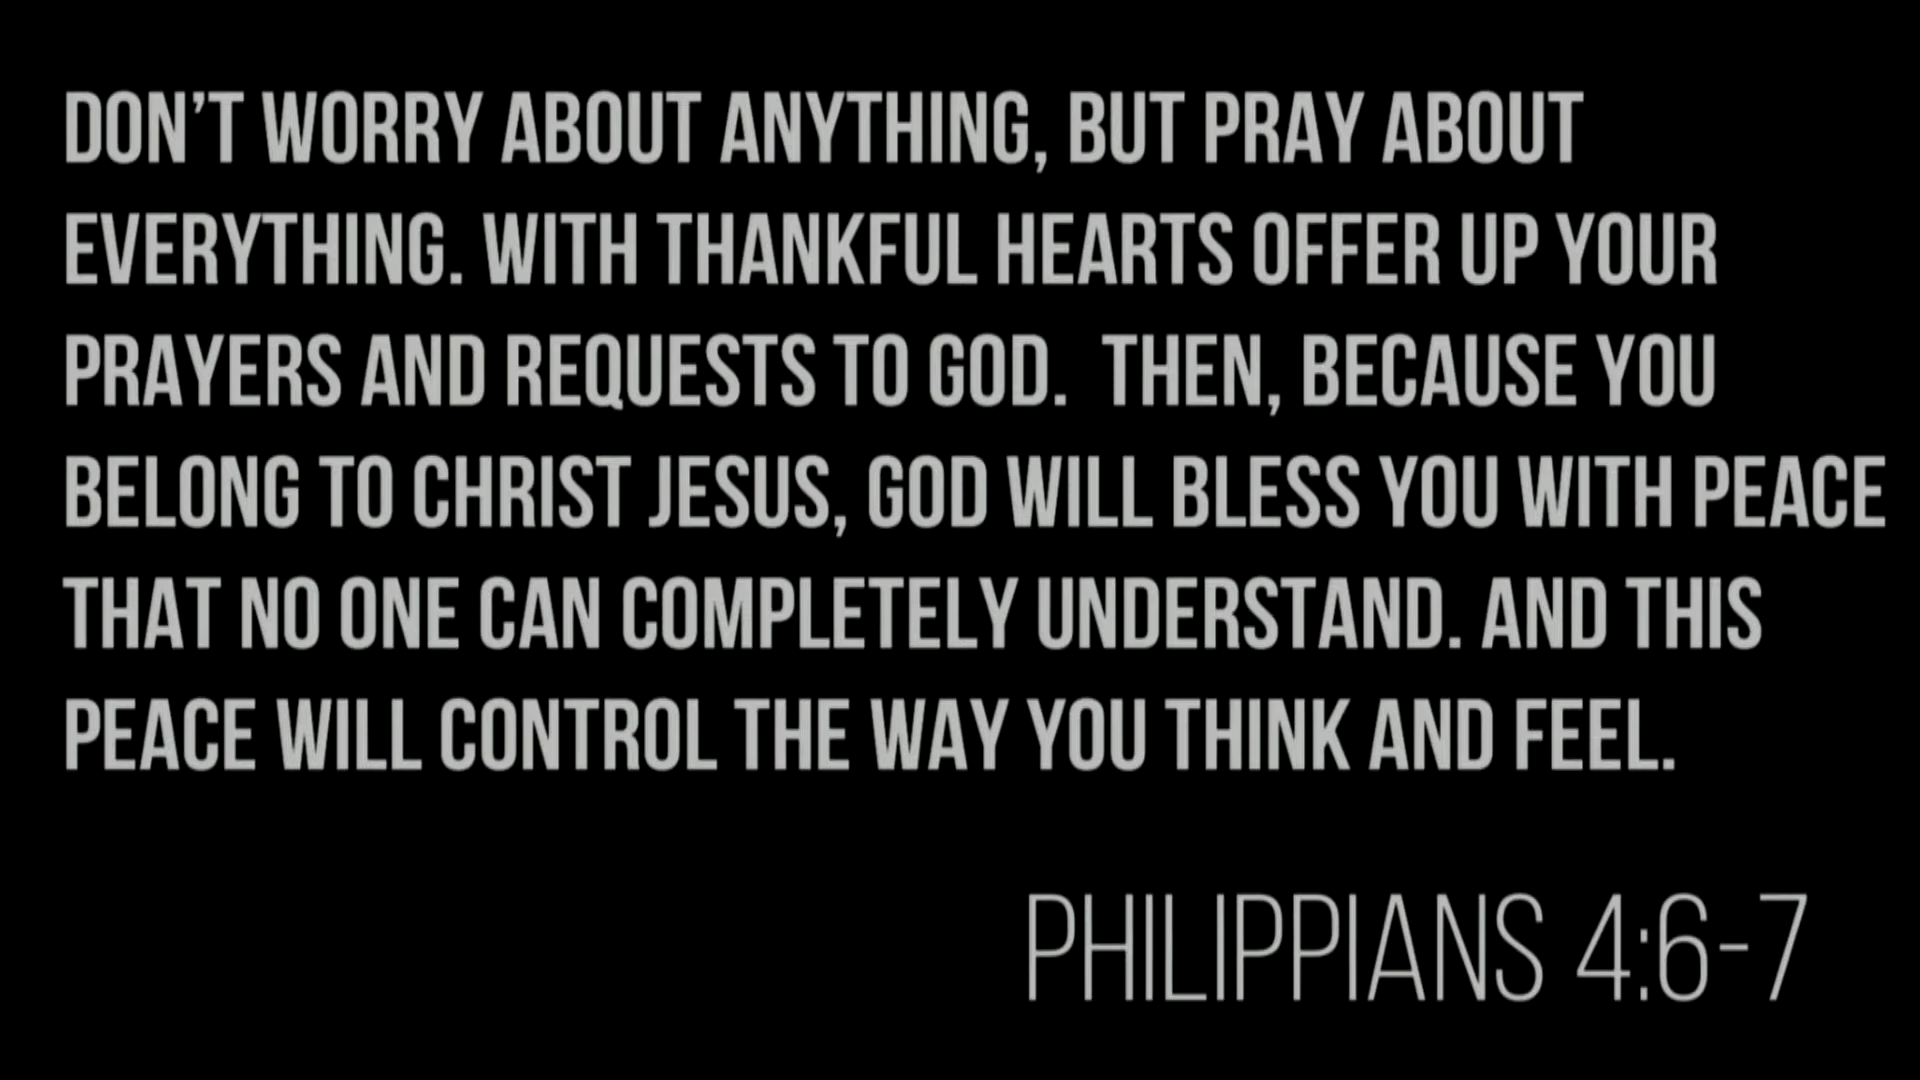 DON’T WORRY ABOUT ANYTHING, BUT PRAY ABOUT
EVERYTHING. WITH THANKFUL HEARTS OFFER UP YOUR
PRAYERS AND REQUESTS TO GOD.  THEN, BECAUSE YOU
BELONG TO CHRIST JESUS, GOD WILL BLESS YOU WITH PEACE
THAT NO ONE CAN COMPLETELY UNDERSTAND. AND THIS
PEACE WILL CONTROL THE WAY YOU THINK AND FEEL.
PHILIPPIANS 4:6-7